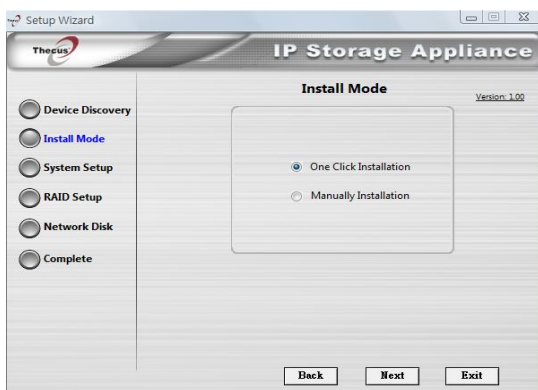 Setup Wizard
Thecus
IP Storage Appliance
Install Mode
Version: 1.00
Device Discovery
Install Mode
System Setup
RAID Setup
Network Disk
Complete
One Click Installation
Manually Installation
Back
Next
Exit